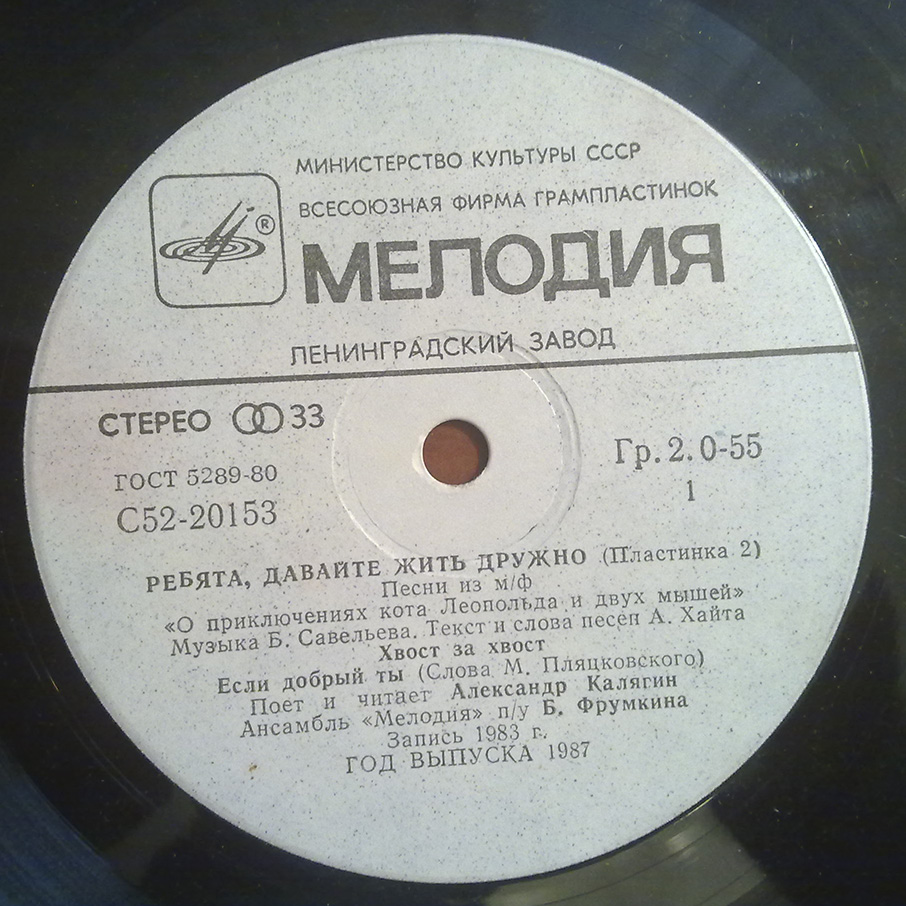 МИНИСТЕРСТВО КУЛЬТУРЫ СССР
ВСЕСОЮЗНАЯ ФИРМА ГРАМПЛАСТИНОК
®
МЕЛОДИЯ
ЛЕНИНГРАДСКИЙ ЗАВОД
СТЕРЕО 33
ГОСТ 5289-80
С52-20153
Гр. 2. 0-55
1
РЕБЯТА, ДАВАЙТЕ ЖИТЬ ДРУЖНО (Пластинка 2)
Песни из м/ф
«О приключениях кота Леопольда и двух мышей»
Музыка Б. Савельева. Текст и слова песен А. Хайта
Хвост за хвост
Если добрый ты (Слова М. Пляцковского)
Поет и читает Александр Калягин
Ансамбль «Мелодия» п/у Б. Фрумкина
Запись 1983 г.
ГОД ВЫПУСКА 1987